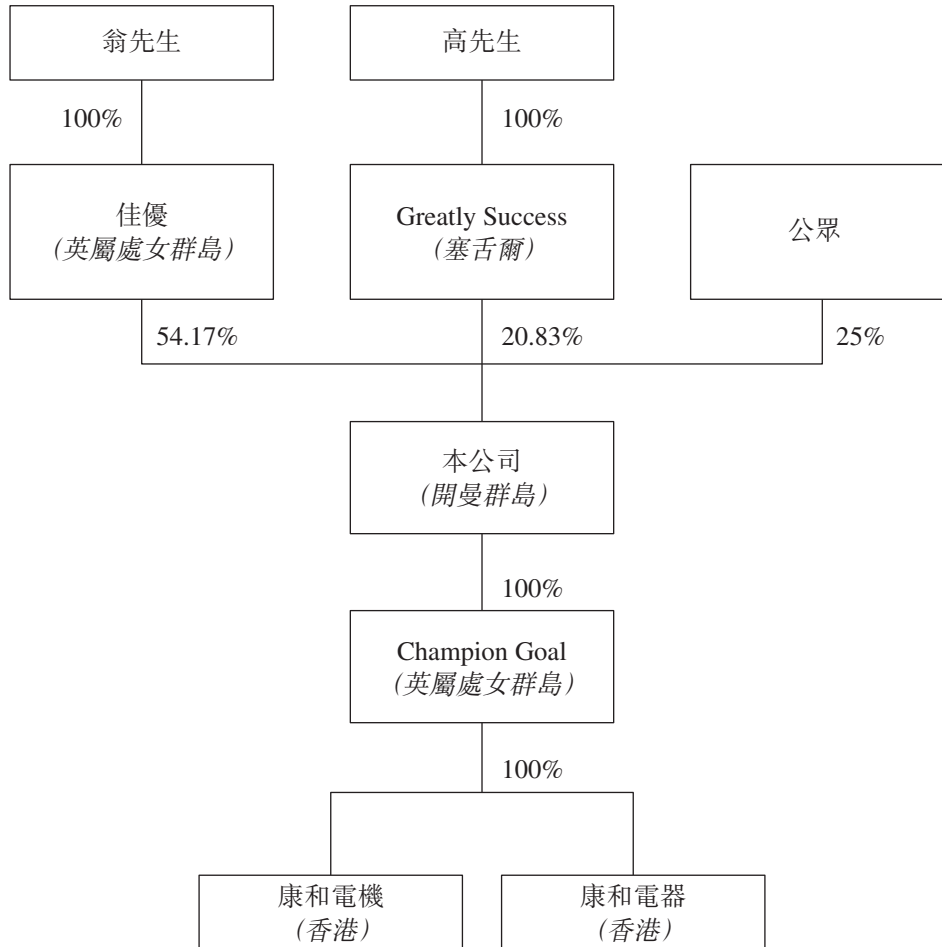 翁先生
高先生
100%
100%
佳優
(英屬處女群島)
Greatly Success
(塞舌爾)
公眾
54.17%
20.83%
25%
本公司
(開曼群島)
100%
Champion Goal
(英屬處女群島)
100%
康和電機
(香港)
康和電器
(香港)